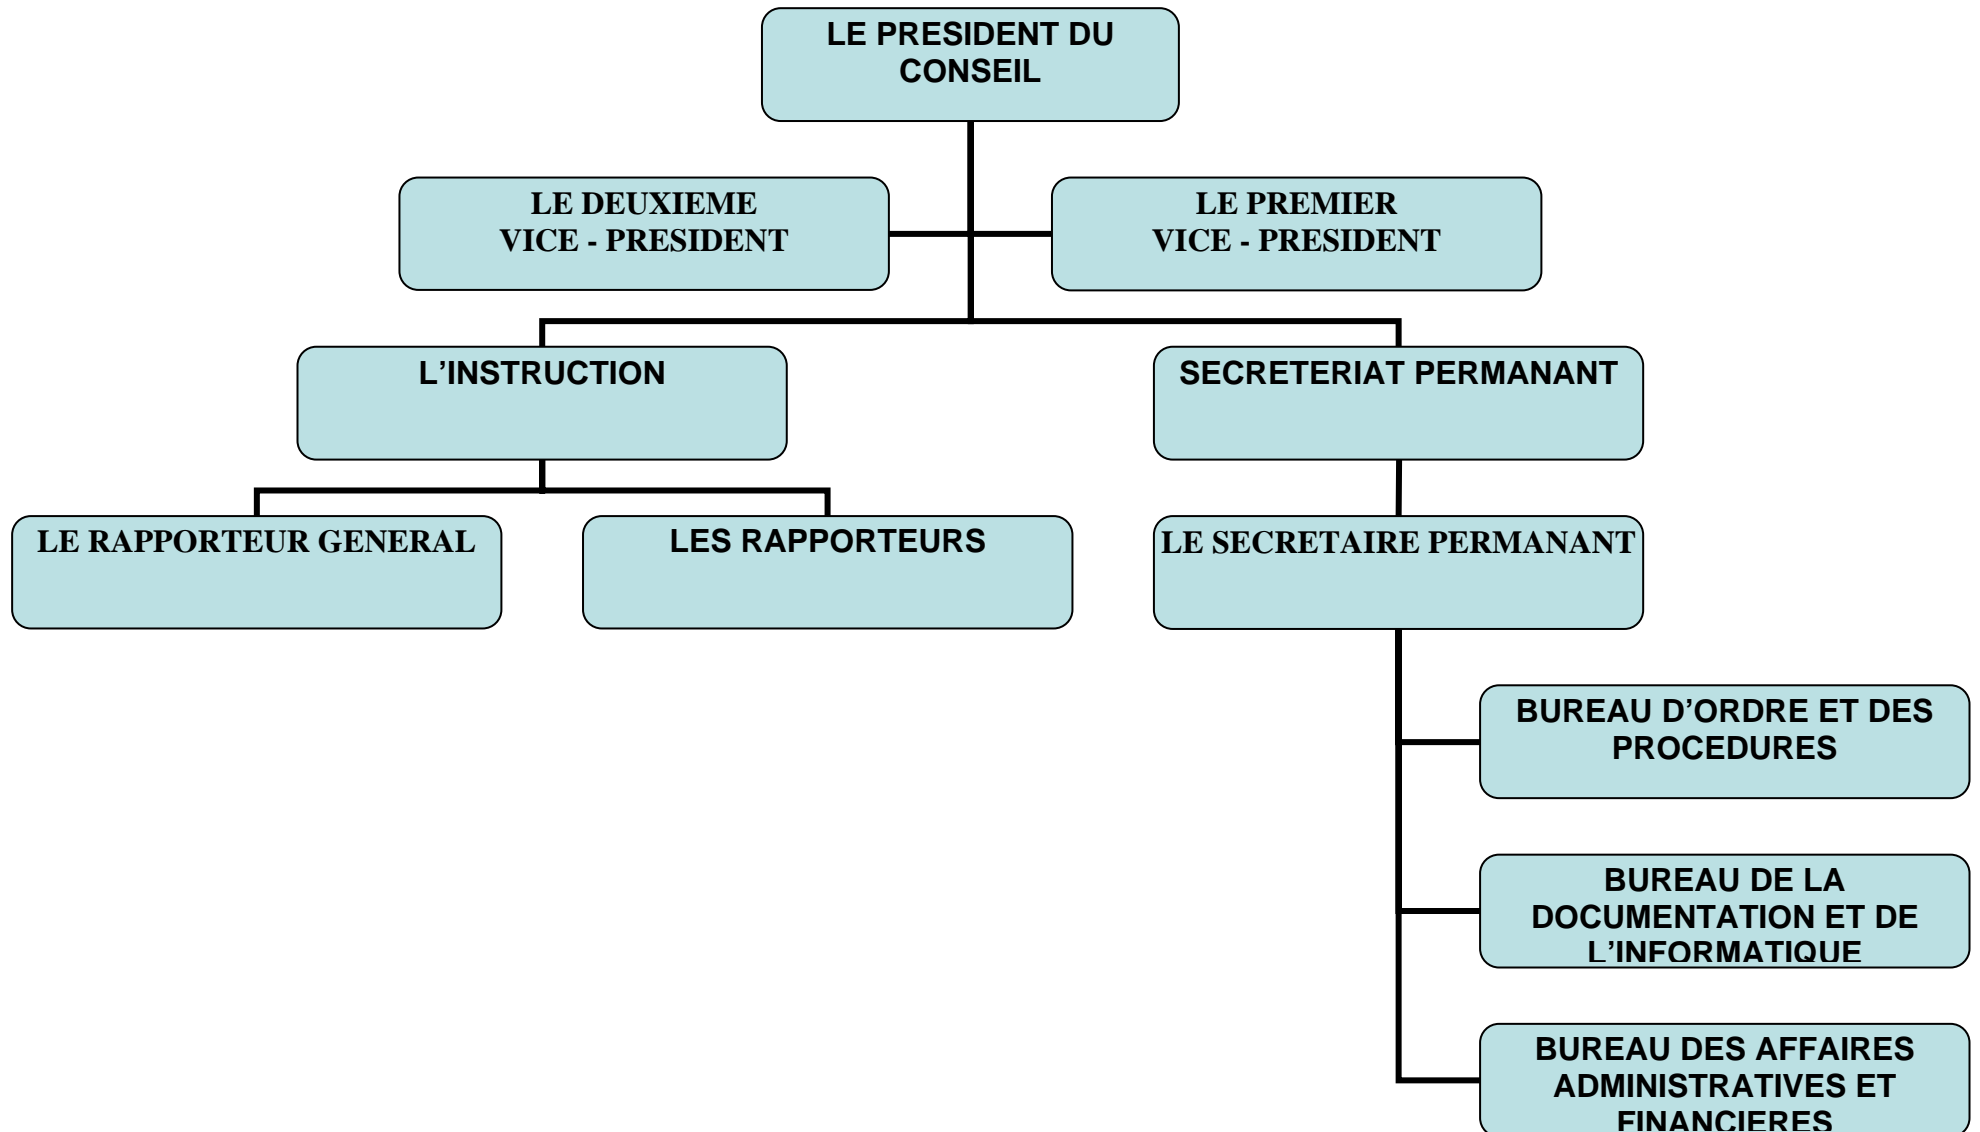 LE PRESIDENT DU
CONSEIL
LE DEUXIEME
VICE - PRESIDENT
LE PREMIER
VICE - PRESIDENT
L’INSTRUCTION
SECRETERIAT PERMANANT
LE RAPPORTEUR GENERAL
LES RAPPORTEURS
LE SECRETAIRE PERMANANT
BUREAU D’ORDRE ET DES
PROCEDURES
BUREAU DE LA
DOCUMENTATION ET DE
L’INFORMATIQUE
BUREAU DES AFFAIRES
ADMINISTRATIVES ET
FINANCIERES